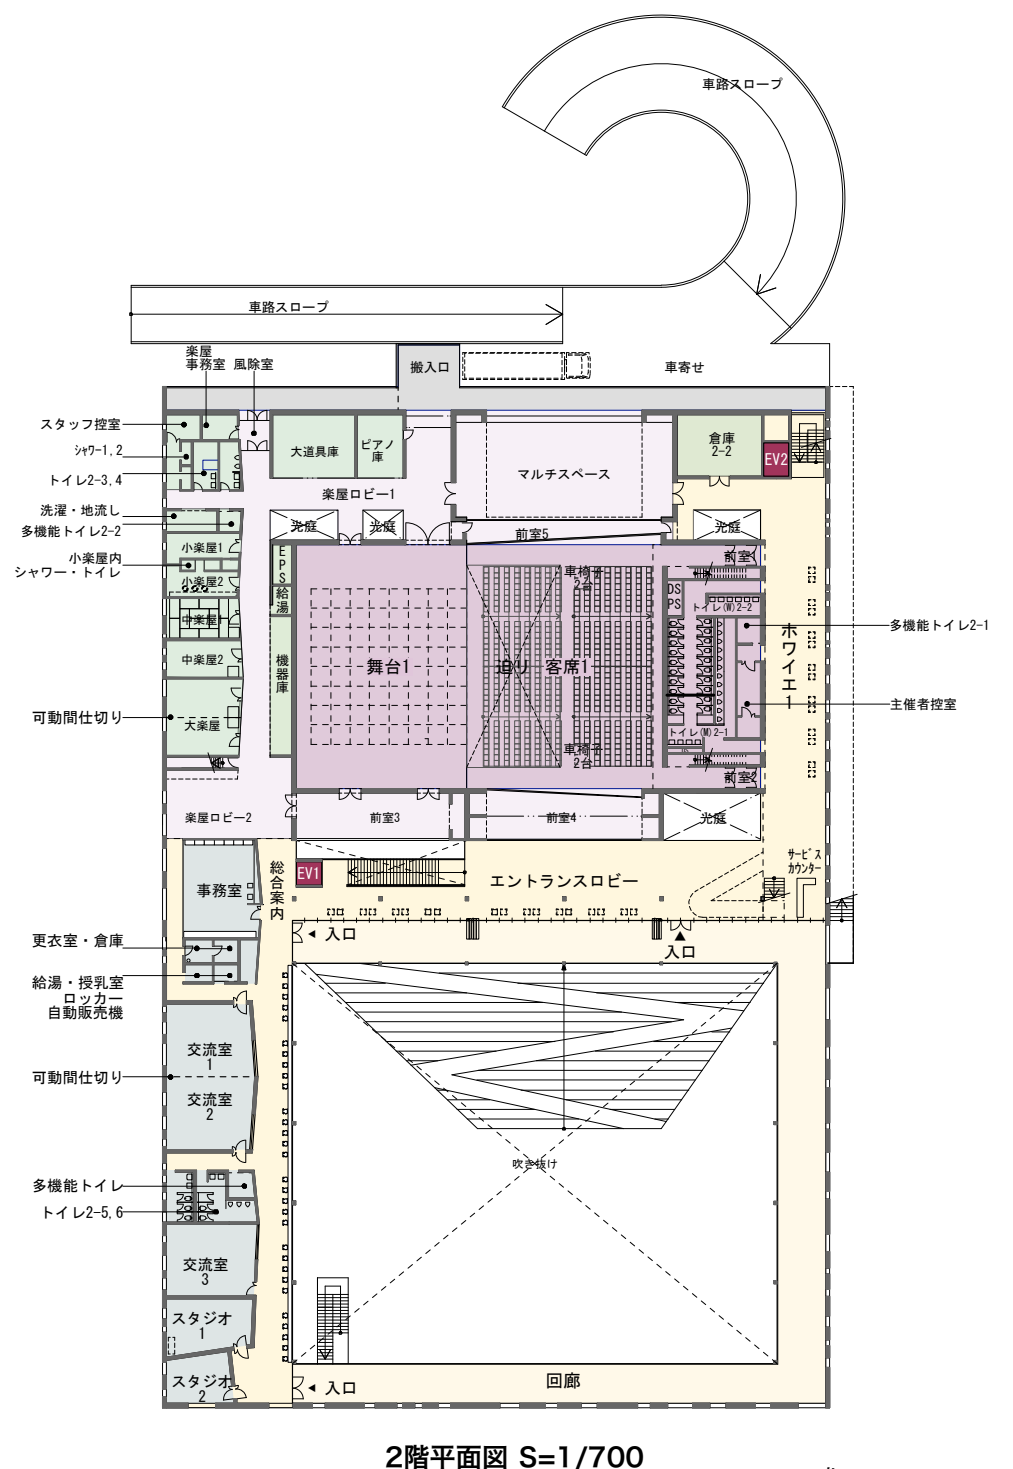 車路スロープ
車路スロープ
楽屋
事務室
風除室
搬入口
車寄せ
スタッフ控室
シャワー1,2
トイレ2-3,4
洗濯・地流し
多機能トイレ2-2
小楽屋内
シャワー・トイレ
大道具庫
ピアノ
庫
マルチスペース
倉庫
2-2
EV2
楽屋ロビー1
光庭
光庭
光庭
前室5
小楽屋1
小楽屋2
中楽屋1
中楽屋2
大楽屋
可動間仕切り
EPS
給湯
機器庫
舞台1
迫り
客席1
車椅子
2台
車椅子
2台
前室1
DS
PS
トイレ(W)2-2
トイレ(M)2-1
前室2
ホワイエ1
多機能トイレ2-1
主催者控室
楽屋ロビー2
前室3
前室4
光庭
事務室
総合案内
EV1
エントランスロビー
サービス
カウンター
更衣室・倉庫
入口
入口
給湯・授乳室
ロッカー
自動販売機
交流室
1
可動間仕切り
交流室
2
吹き抜け
多機能トイレ
トイレ2-5,6
交流室
3
スタジオ
1
スタジオ
2
入口
回廊
2階平面図 S=1/700